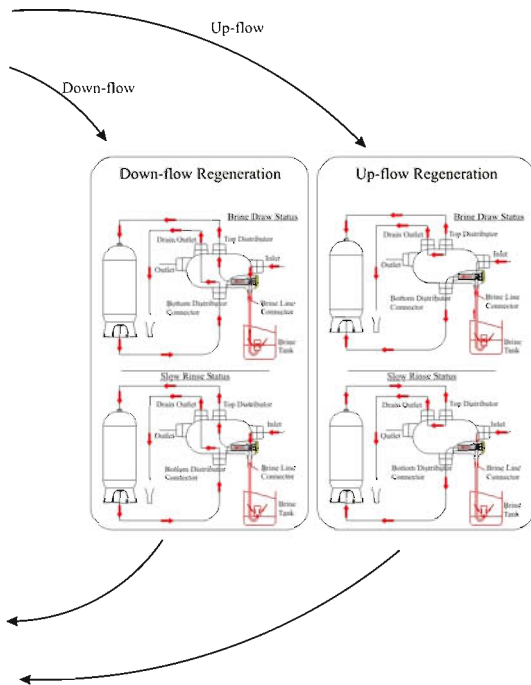 Up-flow
Down-flow
Down-flow Regeneration
Brine Draw Status
Drain Outlet
Top Distributor
Inlet
Outlet
Bottom Distributor
Connector
Brine Line
Connector
Brine
Tank
Slow Rinse Status
Drain Outlet
Top Distributor
Inlet
Outlet
Bottom Distributor
Connector
Brine Line
Connector
Brine
Tank
Up-flow Regeneration
Brine Draw Status
Drain Outlet
Top Distributor
Inlet
Outlet
Bottom Distributor
Connector
Brine Line
Connector
Brine
Tank
Slow Rinse Status
Drain Outlet
Top Distributor
Inlet
Outlet
Bottom Distributor
Connector
Brine Line
Connector
Brine
Tank